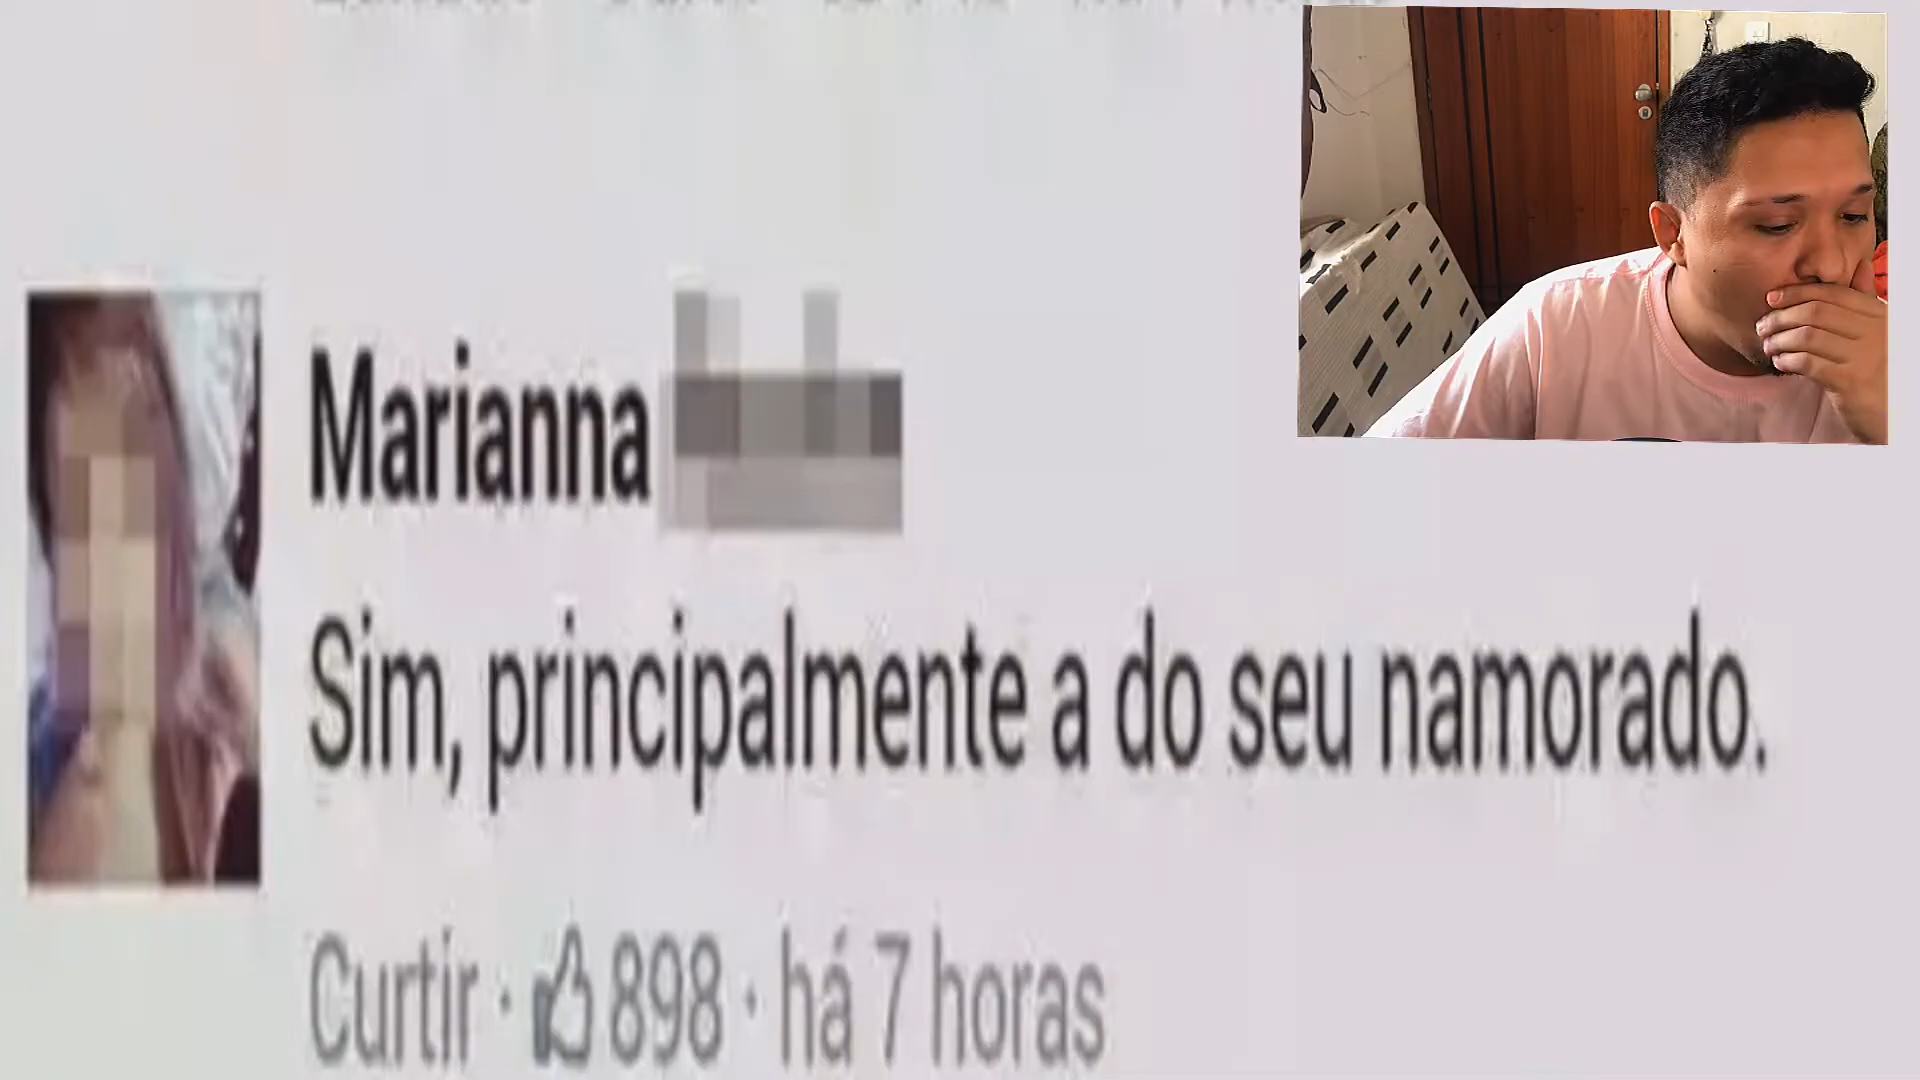 Marianna
Sim, principalmente a do seu namorado.
Curtir · 898 · há 7 horas